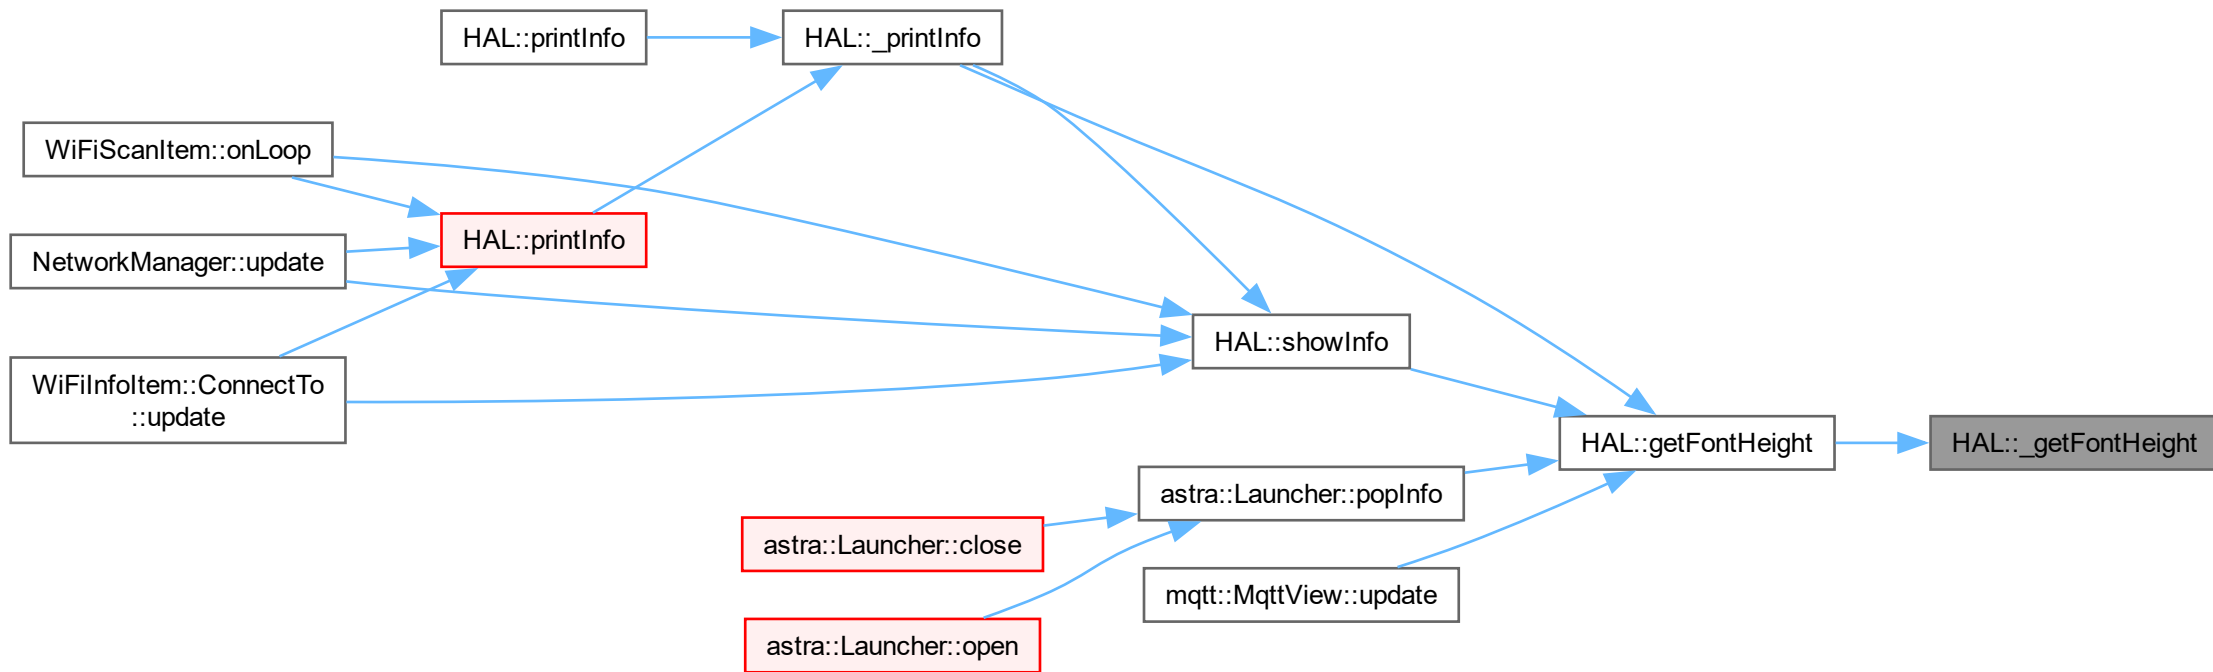 HAL::printInfo
HAL::_printInfo
WiFiScanItem::onLoop
HAL::printInfo
NetworkManager::update
HAL::showInfo
WiFiInfoItem::ConnectTo
::update
HAL::getFontHeight
HAL::_getFontHeight
astra::Launcher::popInfo
astra::Launcher::close
mqtt::MqttView::update
astra::Launcher::open